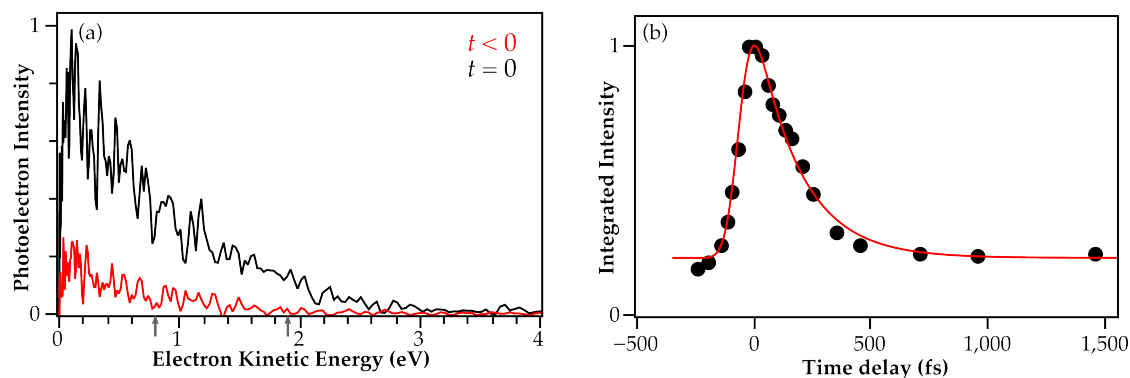 (a)
t < 0
t = 0
1
0
Photoelectron Intensity
0 1 2 3 4
Electron Kinetic Energy (eV)
(b)
1
0
Integrated Intensity
−500 0 500 1,000 1,500
Time delay (fs)